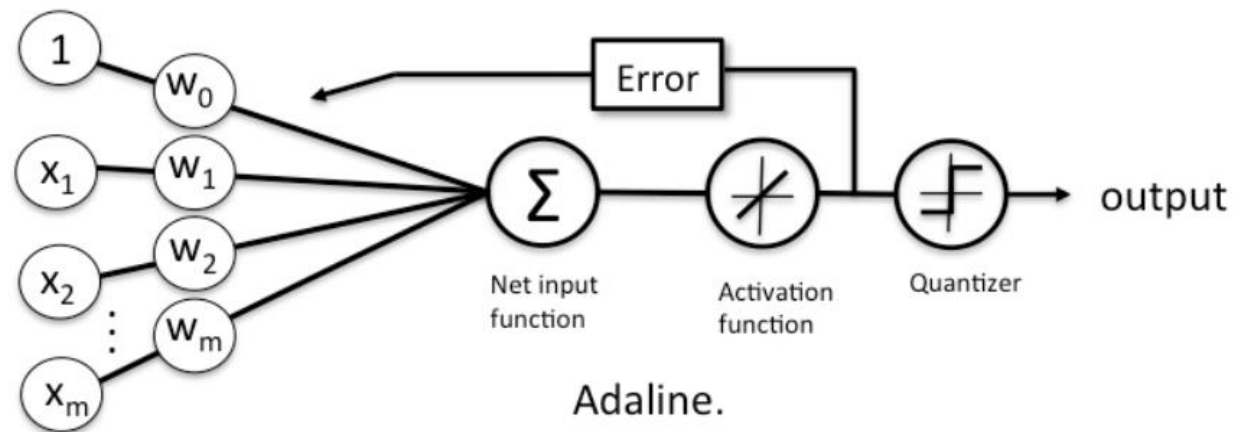 1
w₀
Error
x₁
w₁
Σ
output
x₂
w₂
Net input
function
Activation
function
Quantizer
⋮
wₘ
xₘ
Adaline.